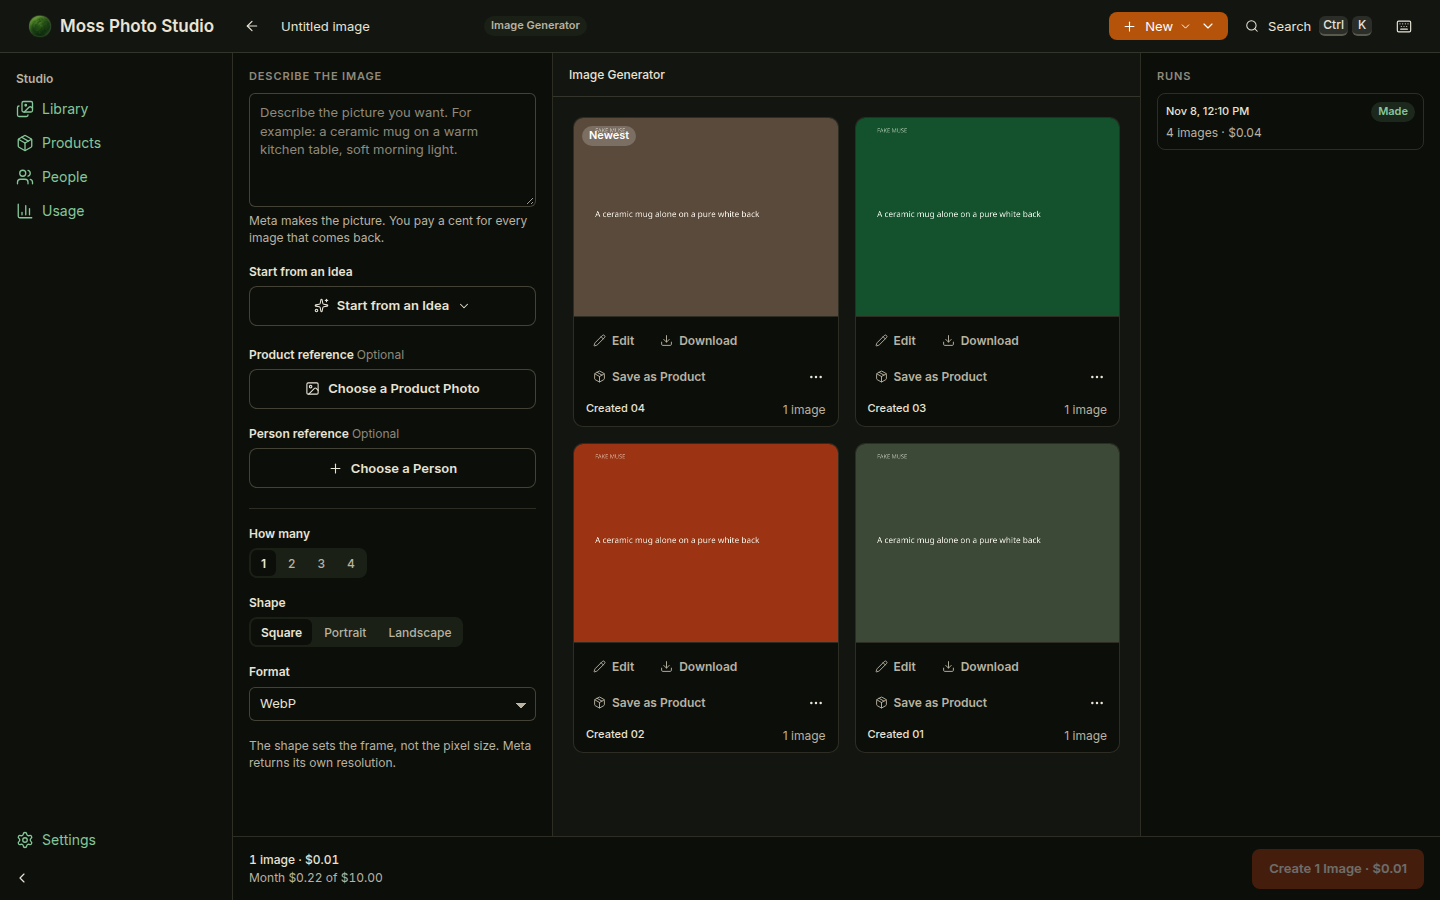 Moss Photo Studio
Untitled image
Image Generator
New
Search Ctrl K
Studio
Library
Products
People
Usage
Settings
DESCRIBE THE IMAGE
Describe the picture you want. For
example: a ceramic mug on a warm
kitchen table, soft morning light.
Meta makes the picture. You pay a cent for every
image that comes back.
Start from an idea
Start from an Idea
Product reference Optional
Choose a Product Photo
Person reference Optional
Choose a Person
How many
1 2 3 4
Shape
Square Portrait Landscape
Format
WebP
The shape sets the frame, not the pixel size. Meta
returns its own resolution.
Image Generator
Newest
A ceramic mug alone on a pure white back
Edit Download
Save as Product
Created 04 1 image
FAKE MUSE
A ceramic mug alone on a pure white back
Edit Download
Save as Product
Created 03 1 image
FAKE MUSE
A ceramic mug alone on a pure white back
Edit Download
Save as Product
Created 02 1 image
FAKE MUSE
A ceramic mug alone on a pure white back
Edit Download
Save as Product
Created 01 1 image
RUNS
Nov 8, 12:10 PM Made
4 images · $0.04
1 image · $0.01
Month $0.22 of $10.00
Create 1 Image · $0.01